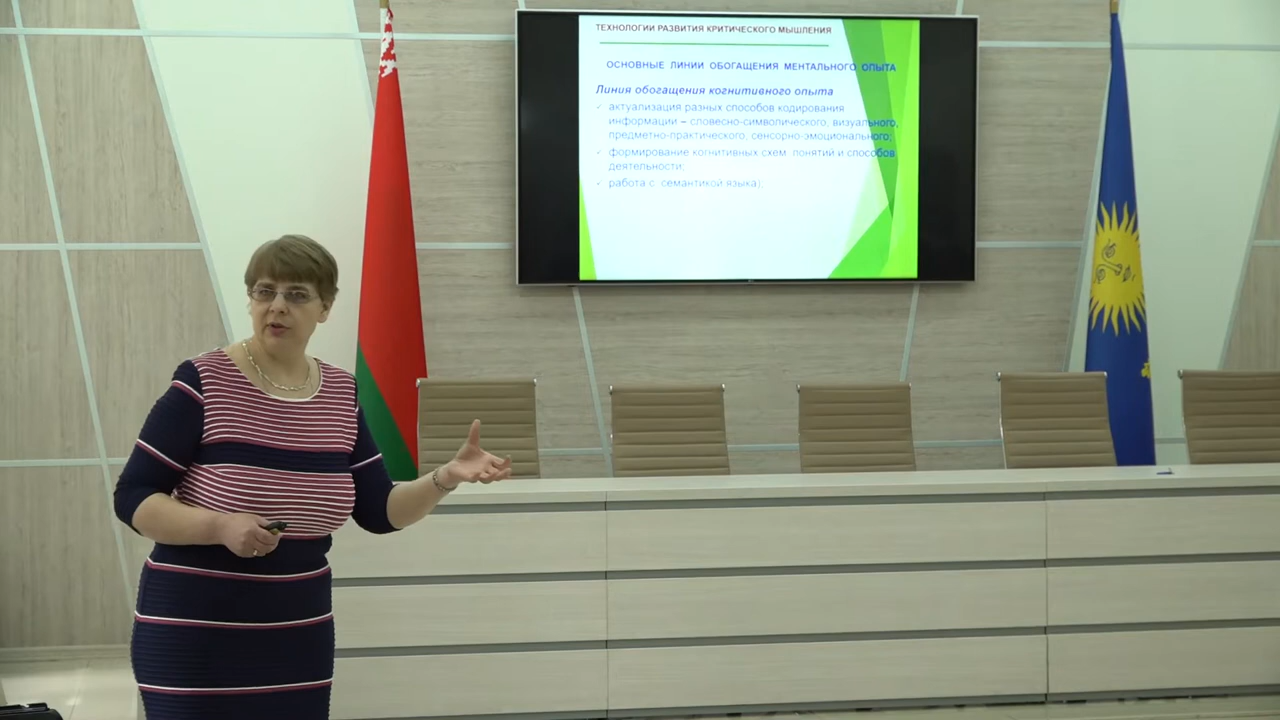 ТЕХНОЛОГИИ РАЗВИТИЯ КРИТИЧЕСКОГО МЫШЛЕНИЯ
ОСНОВНЫЕ ЛИНИИ ОБОГАЩЕНИЯ МЕНТАЛЬНОГО ОПЫТА
Линия обогащения когнитивного опыта
✓ актуализация разных способов кодирования
информации – словесно-символического, визуального,
предметно-практического, сенсорно-эмоционального;
✓ формирование когнитивных схем понятий и способов
деятельности;
✓ работа с семантикой языка);